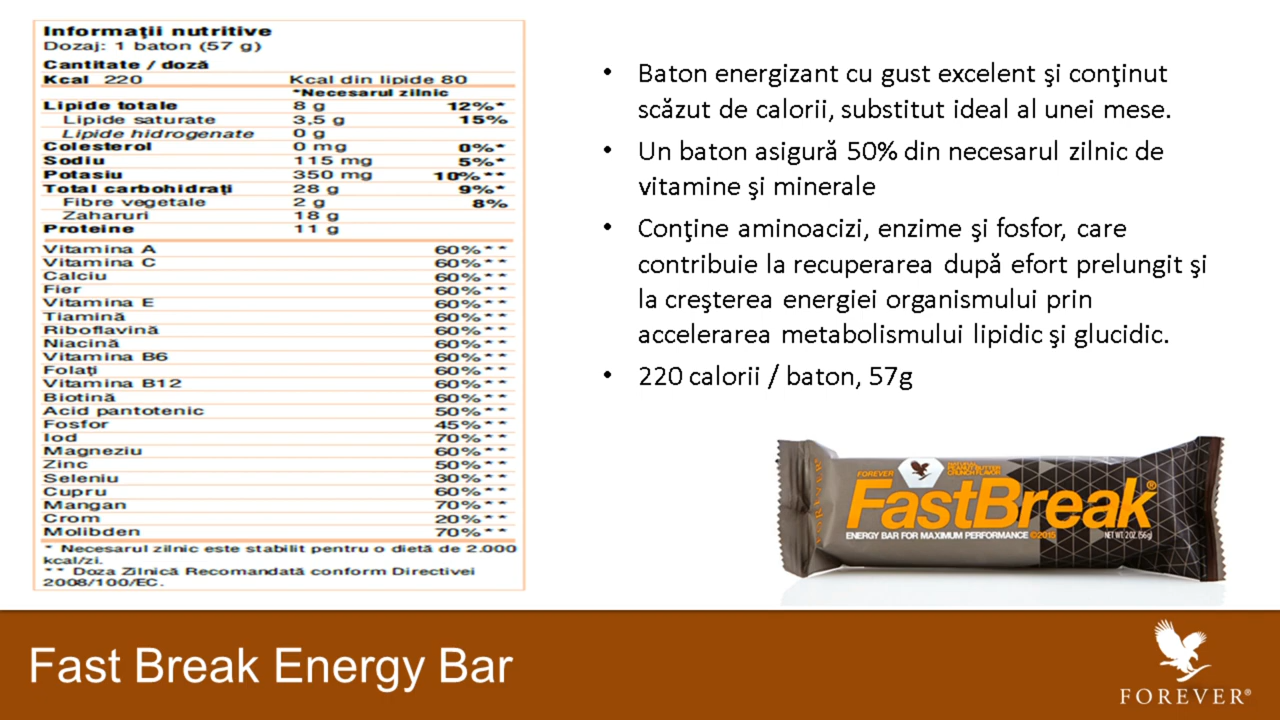 Informaţii nutritive
Dozaj: 1 baton (57 g)
Cantitate / doză
Kcal 220 Kcal din lipide 80
*Necesarul zilnic
Lipide totale 8 g 12%*
Lipide saturate 3,5 g 15%
Lipide hidrogenate 0 g
Colesterol 0 mg 0%*
Sodiu 115 mg 5%*
Potasiu 350 mg 10%**
Total carbohidraţi 28 g 9%*
Fibre vegetale 2 g 8%
Zaharuri 18 g
Proteine 11 g
Vitamina A 60%**
Vitamina C 60%**
Calciu 60%**
Fier 60%**
Vitamina E 60%**
Tiamină 60%**
Riboflavină 60%**
Niacină 60%**
Vitamina B6 60%**
Folaţi 60%**
Vitamina B12 60%**
Biotină 60%**
Acid pantotenic 50%**
Fosfor 45%**
Iod 70%**
Magneziu 60%**
Zinc 50%**
Seleniu 30%**
Cupru 60%**
Mangan 70%**
Crom 20%**
Molibden 70%**
* Necesarul zilnic este stabilit pentru o dietă de 2.000
kcal/zi.
** Doza Zilnică Recomandată conform Directivei
2008/100/EC.
• Baton energizant cu gust excelent şi conţinut
scăzut de calorii, substitut ideal al unei mese.
• Un baton asigură 50% din necesarul zilnic de
vitamine şi minerale
• Conţine aminoacizi, enzime şi fosfor, care
contribuie la recuperarea după efort prelungit şi
la creşterea energiei organismului prin
accelerarea metabolismului lipidic şi glucidic.
• 220 calorii / baton, 57g
FOREVER
FastBreak®
ENERGY BAR FOR MAXIMUM PERFORMANCE ©2015
NET WT. 2 OZ. (56g)
Fast Break Energy Bar
FOREVER®